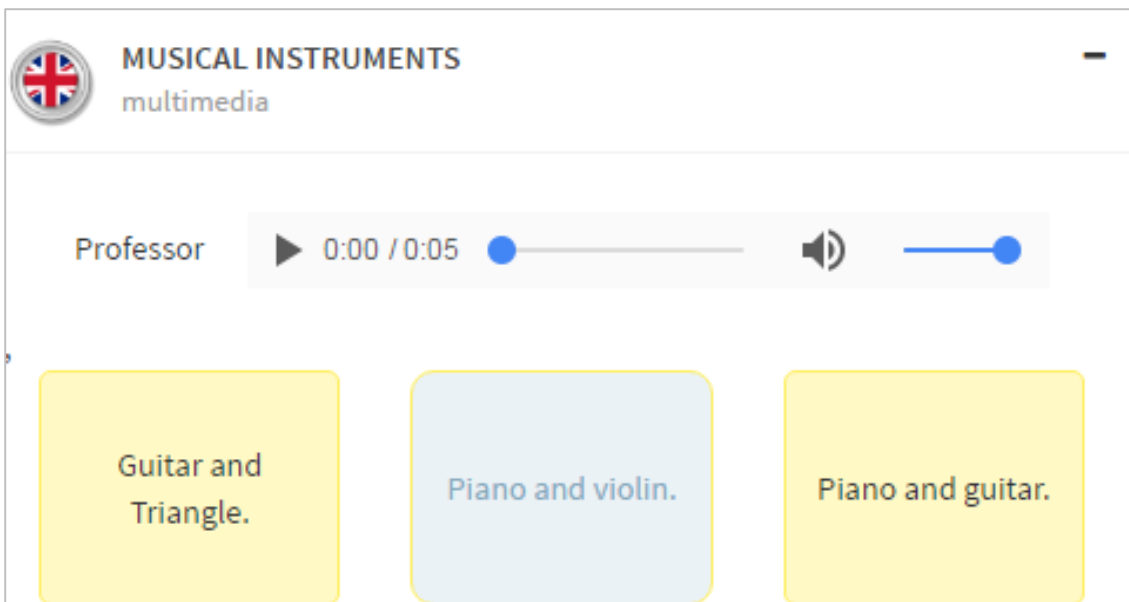 MUSICAL INSTRUMENTS
multimedia
Professor 0:00 / 0:05
,
Guitar and
Triangle.
Piano and violin.
Piano and guitar.